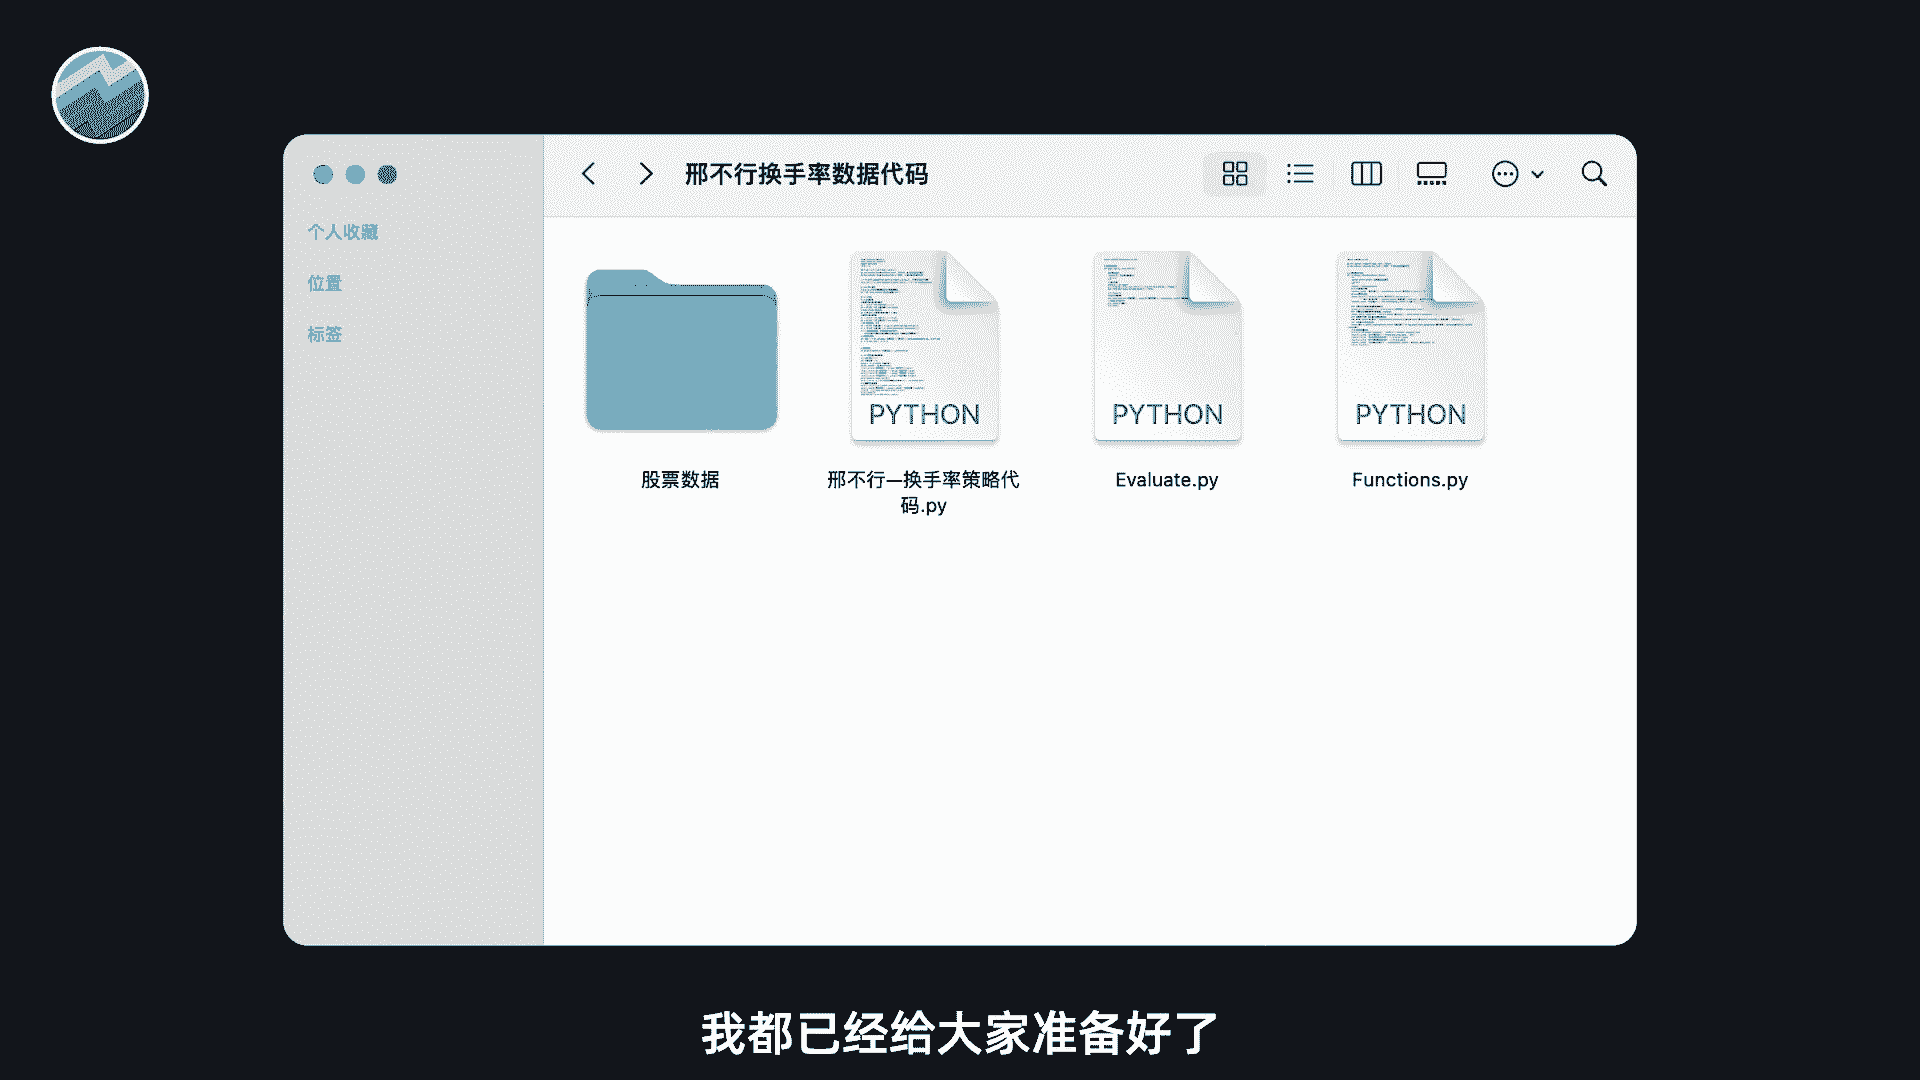 邢不行换手率数据代码
个人收藏
位置
标签
PYTHON
PYTHON
PYTHON
股票数据
邢不行—换手率策略代
码.py
Evaluate.py
Functions.py
我都已经给大家准备好了